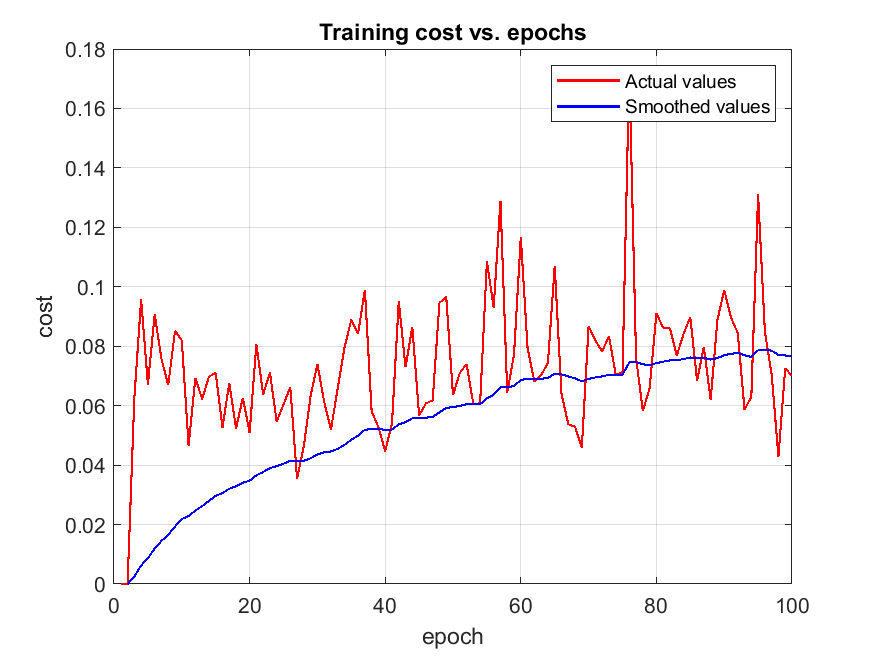 Training cost vs. epochs
0.18
0.16
0.14
0.12
0.1
0.08
0.06
0.04
0.02
0
cost
Actual values
Smoothed values
0 20 40 60 80 100
epoch